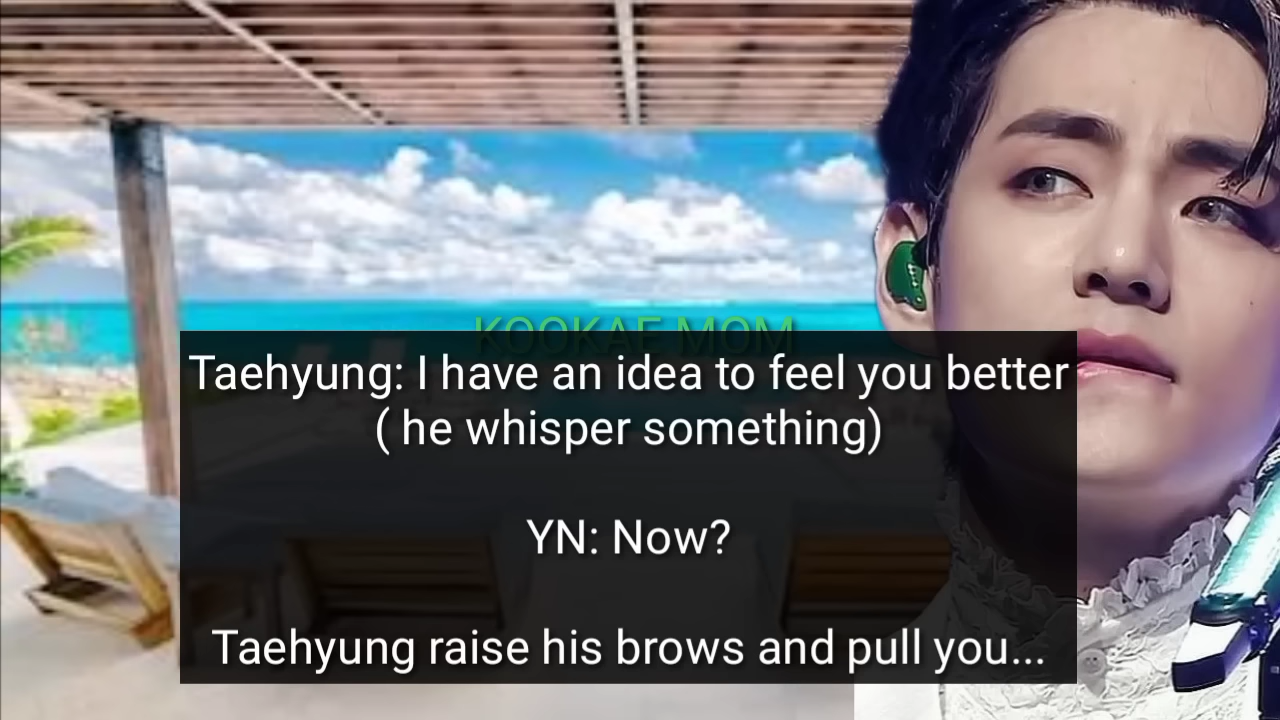 KOOKAE MOM
Taehyung: I have an idea to feel you better
( he whisper something)
YN: Now?
Taehyung raise his brows and pull you...